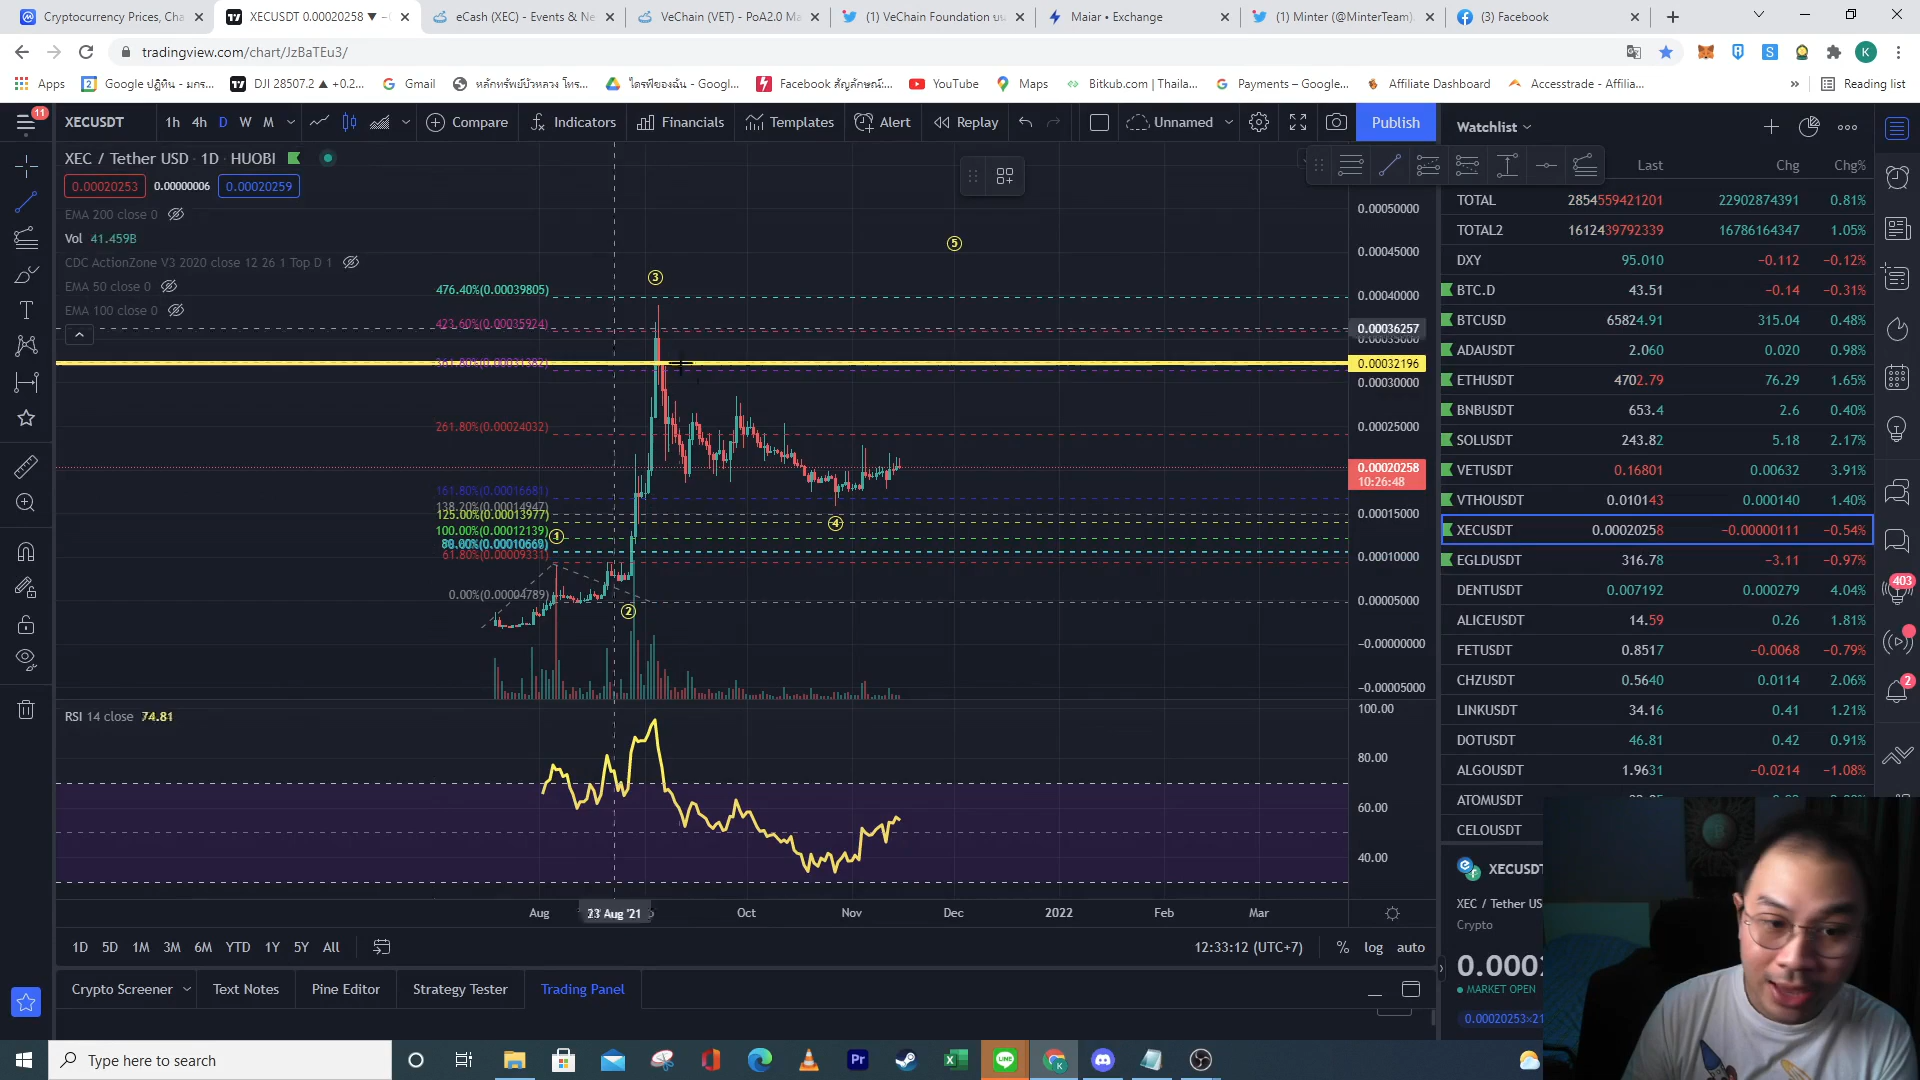 Cryptocurrency Prices, Cha
XECUSDT 0.00020258 ▼ −
eCash (XEC) - Events & Ne
VeChain (VET) - PoA2.0 Ma
(1) VeChain Foundation บน
Maiar • Exchange
(1) Minter (@MinterTeam)
(3) Facebook
tradingview.com/chart/JzBaTEu3/
Apps
Google ปฏิทิน - มกร...
DJI 28507.2 ▲ +0.2...
Gmail
หลักทรัพย์บัวหลวง โทร...
ไดรฟ์ของฉัน - Googl...
Facebook สัญลักษณ์:...
YouTube
Maps
Bitkub.com | Thaila...
Payments – Google...
Affiliate Dashboard
Accesstrade - Affilia...
Reading list
11
XECUSDT
1h 4h D W M
Compare
Indicators
Financials
Templates
Alert
Replay
Unnamed
Publish
Watchlist
XEC / Tether USD · 1D · HUOBI
0.00020253 0.00000006 0.00020259
EMA 200 close 0
Vol 41.459B
CDC ActionZone V3 2020 close 12 26 1 Top D 1
EMA 50 close 0
EMA 100 close 0
476.40%(0.00039805)
423.60%(0.00035924)
261.80%(0.00024032)
161.80%(0.00016681)
138.20%(0.00014947)
125.00%(0.00013977)
100.00%(0.00012139)
61.80%(0.00009331)
0.00%(0.00004789)
1
2
3
4
5
0.00050000
0.00045000
0.00040000
0.00036257
0.00032196
0.00030000
0.00025000
0.00020258
10:26:48
0.00015000
0.00010000
0.00005000
−0.00000000
−0.00005000
RSI 14 close 74.81
100.00
80.00
60.00
40.00
Aug 23 Aug '21 Oct Nov Dec 2022 Feb Mar
1D 5D 1M 3M 6M YTD 1Y 5Y All
12:33:12 (UTC+7) % log auto
Crypto Screener Text Notes Pine Editor Strategy Tester Trading Panel
Last Chg Chg%
TOTAL 2854559421201 22902874391 0.81%
TOTAL2 1612439792339 16786164347 1.05%
DXY 95.010 −0.112 −0.12%
BTC.D 43.51 −0.14 −0.31%
BTCUSD 65824.91 315.04 0.48%
ADAUSDT 2.060 0.020 0.98%
ETHUSDT 4702.79 76.29 1.65%
BNBUSDT 653.4 2.6 0.40%
SOLUSDT 243.82 5.18 2.17%
VETUSDT 0.16801 0.00632 3.91%
VTHOUSDT 0.010143 0.000140 1.40%
XECUSDT 0.00020258 −0.00000111 −0.54%
EGLDUSDT 316.78 −3.11 −0.97%
DENTUSDT 0.007192 0.000279 4.04%
ALICEUSDT 14.59 0.26 1.81%
FETUSDT 0.8517 −0.0068 −0.79%
CHZUSDT 0.5640 0.0114 2.06%
LINKUSDT 34.16 0.41 1.21%
DOTUSDT 46.81 0.42 0.91%
ALGOUSDT 1.9631 −0.0214 −1.08%
ATOMUSDT
CELOUSDT
XECUSDT
XEC / Tether US
Crypto
0.000
MARKET OPEN
0.00020253×21
403
2
Type here to search